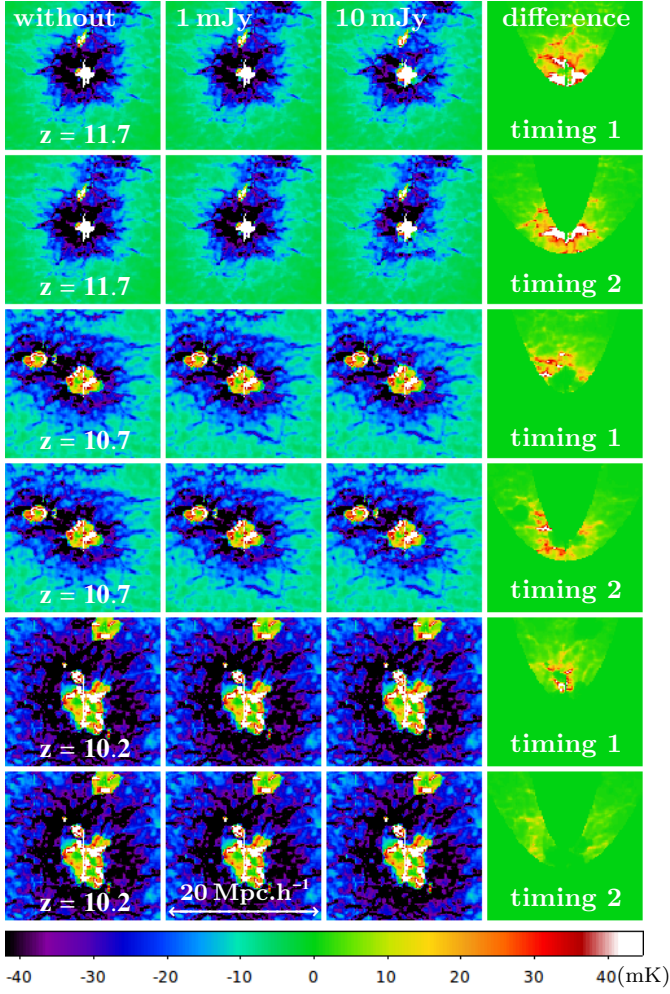 without 1 mJy 10 mJy difference
z = 11.7 timing 1
z = 11.7 timing 2
z = 10.7 timing 1
z = 10.7 timing 2
z = 10.2 timing 1
20 Mpc.h⁻¹
z = 10.2 timing 2
-40 -30 -20 -10 0 10 20 30 40 (mK)